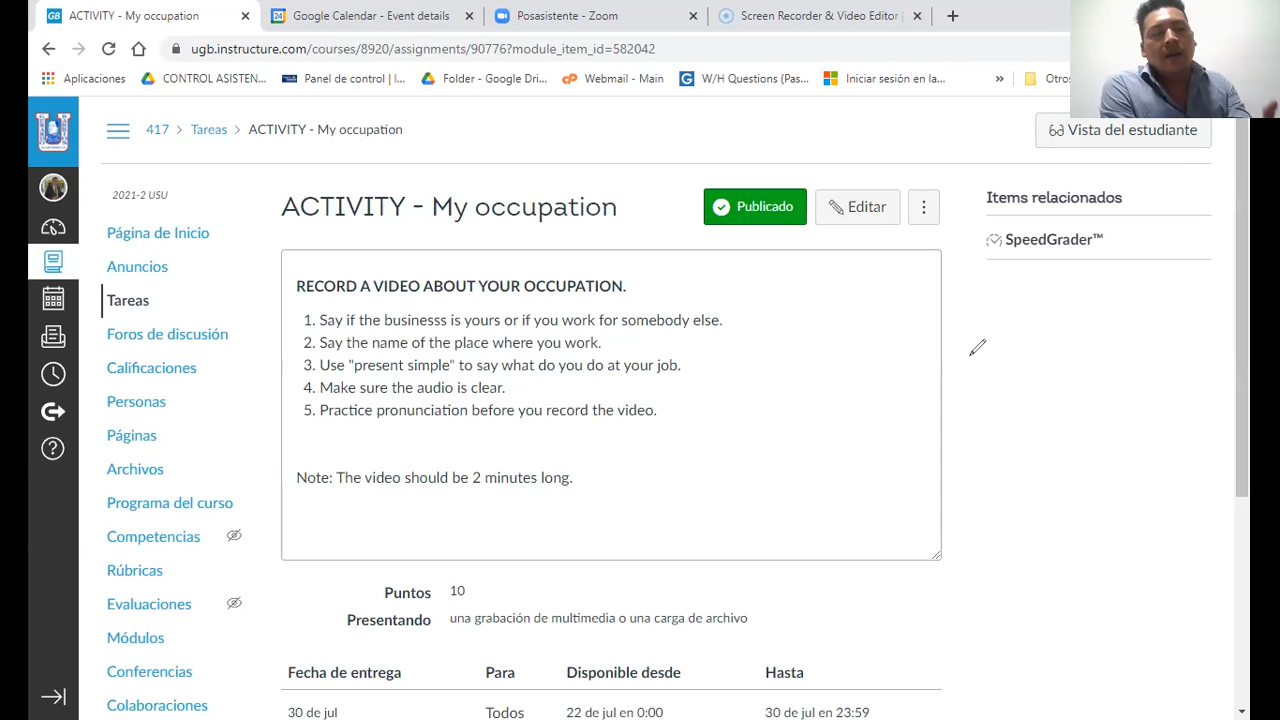 ACTIVITY - My occupation
Google Calendar - Event details
Posasistente - Zoom
Screen Recorder & Video Editor |
ugb.instructure.com/courses/8920/assignments/90776?module_item_id=582042
Aplicaciones
CONTROL ASISTEN...
Panel de control | I...
Folder - Google Dri...
Webmail - Main
W/H Questions (Pas...
Iniciar sesión en la...
»
Otros
417 > Tareas > ACTIVITY - My occupation
Vista del estudiante
2021-2 USU
Página de Inicio
Anuncios
Tareas
Foros de discusión
Calificaciones
Personas
Páginas
Archivos
Programa del curso
Competencias
Rúbricas
Evaluaciones
Módulos
Conferencias
Colaboraciones
ACTIVITY - My occupation
Publicado
Editar
RECORD A VIDEO ABOUT YOUR OCCUPATION.
1. Say if the businesss is yours or if you work for somebody else.
2. Say the name of the place where you work.
3. Use "present simple" to say what do you do at your job.
4. Make sure the audio is clear.
5. Practice pronunciation before you record the video.
Note: The video should be 2 minutes long.
Puntos 10
Presentando una grabación de multimedia o una carga de archivo
Fecha de entrega Para Disponible desde Hasta
30 de jul Todos 22 de jul en 0:00 30 de jul en 23:59
Items relacionados
SpeedGrader™